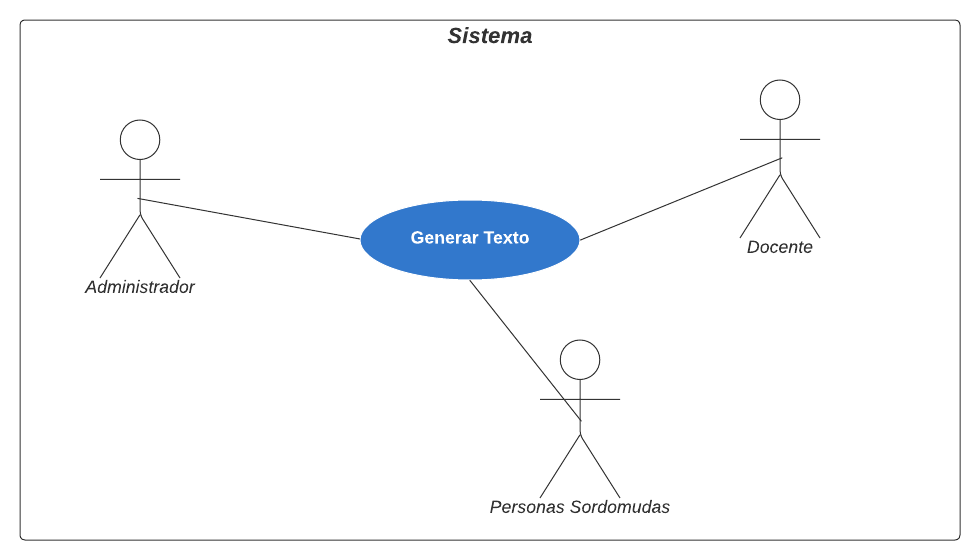 Sistema
Docente
Generar Texto
Administrador
Personas Sordomudas